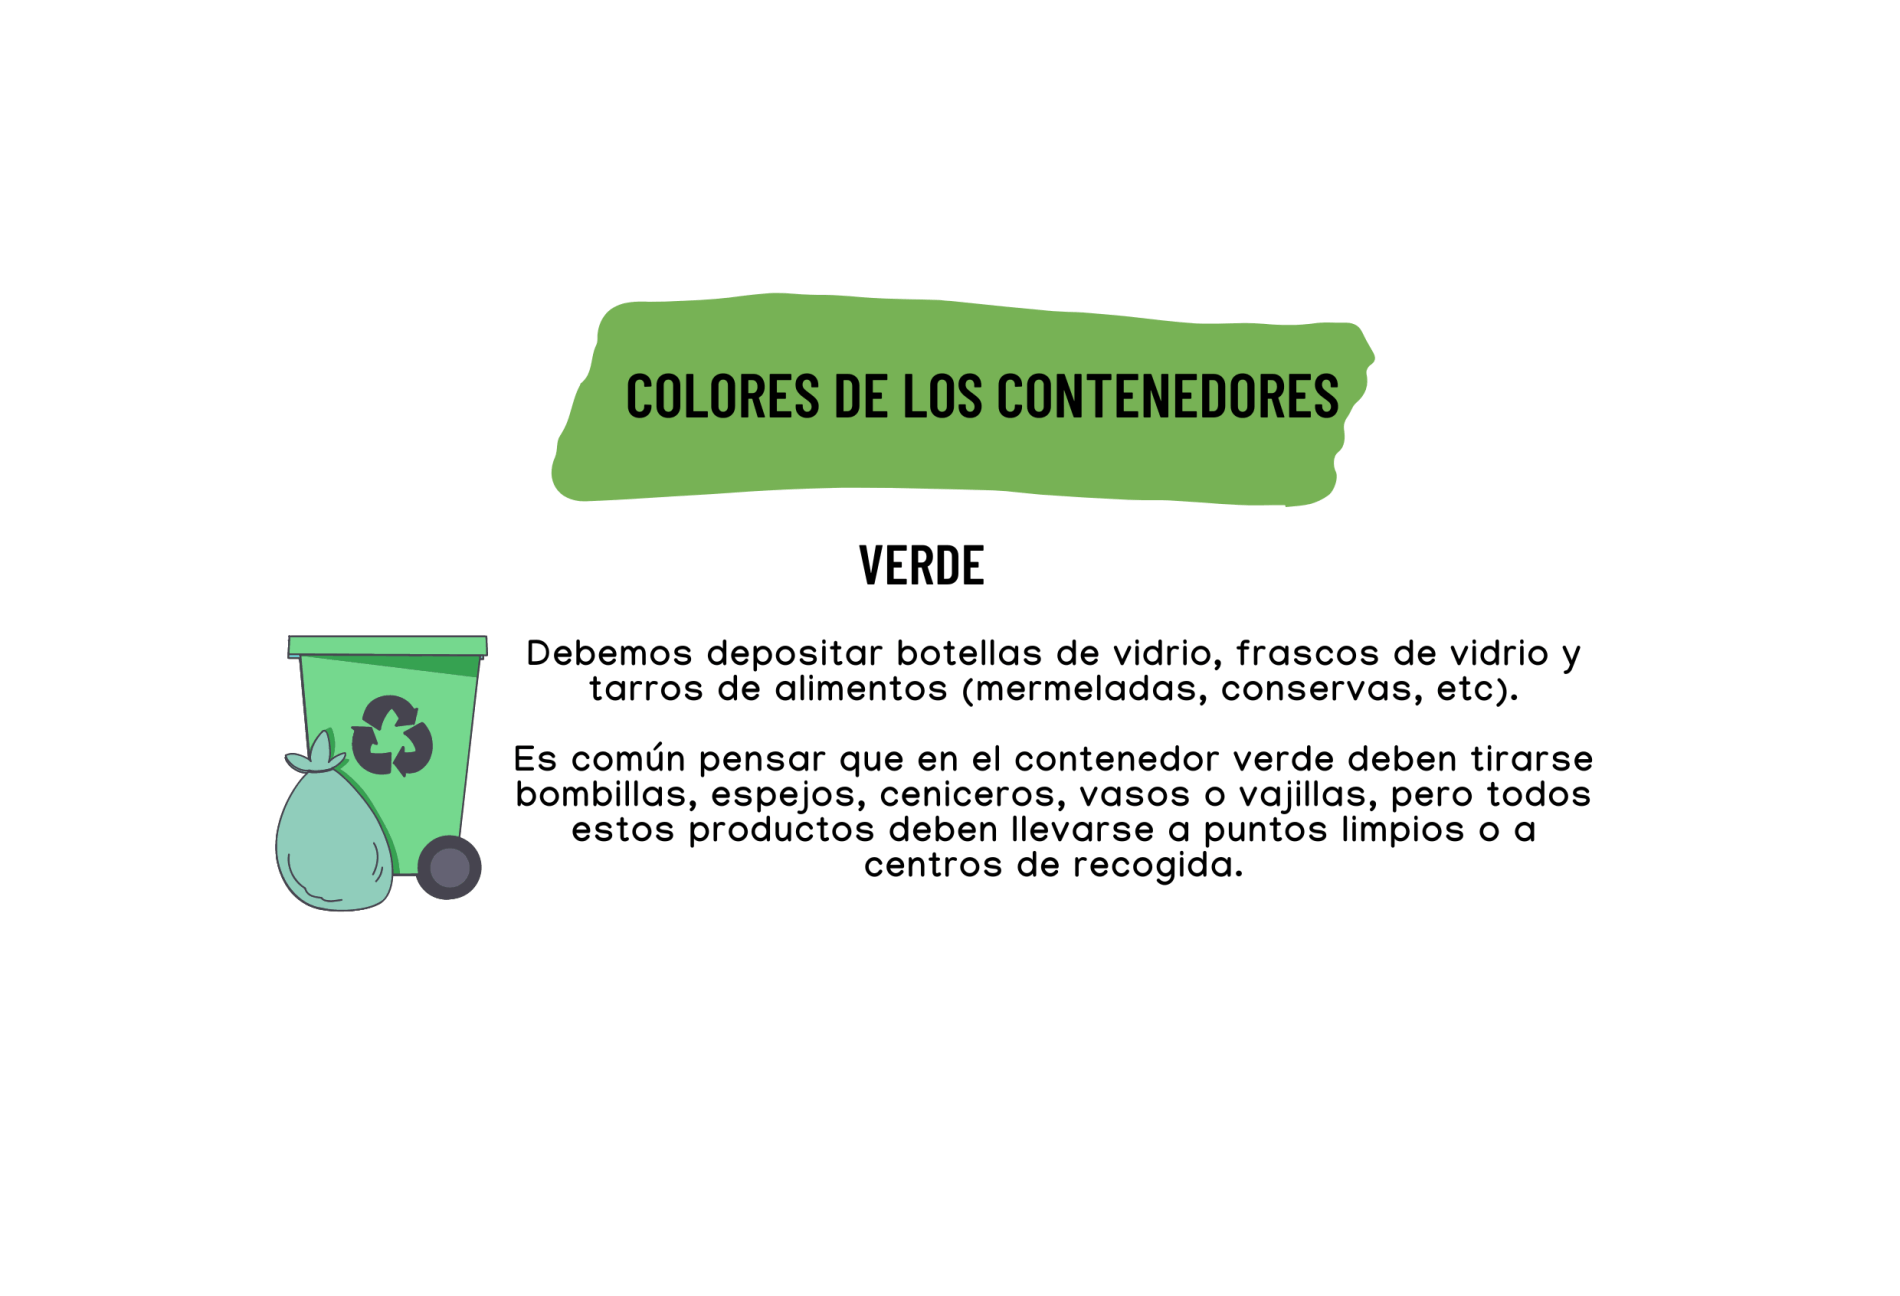 COLORES DE LOS CONTENEDORES
VERDE
Debemos depositar botellas de vidrio, frascos de vidrio y
tarros de alimentos (mermeladas, conservas, etc).
Es común pensar que en el contenedor verde deben tirarse
bombillas, espejos, ceniceros, vasos o vajillas, pero todos
estos productos deben llevarse a puntos limpios o a
centros de recogida.